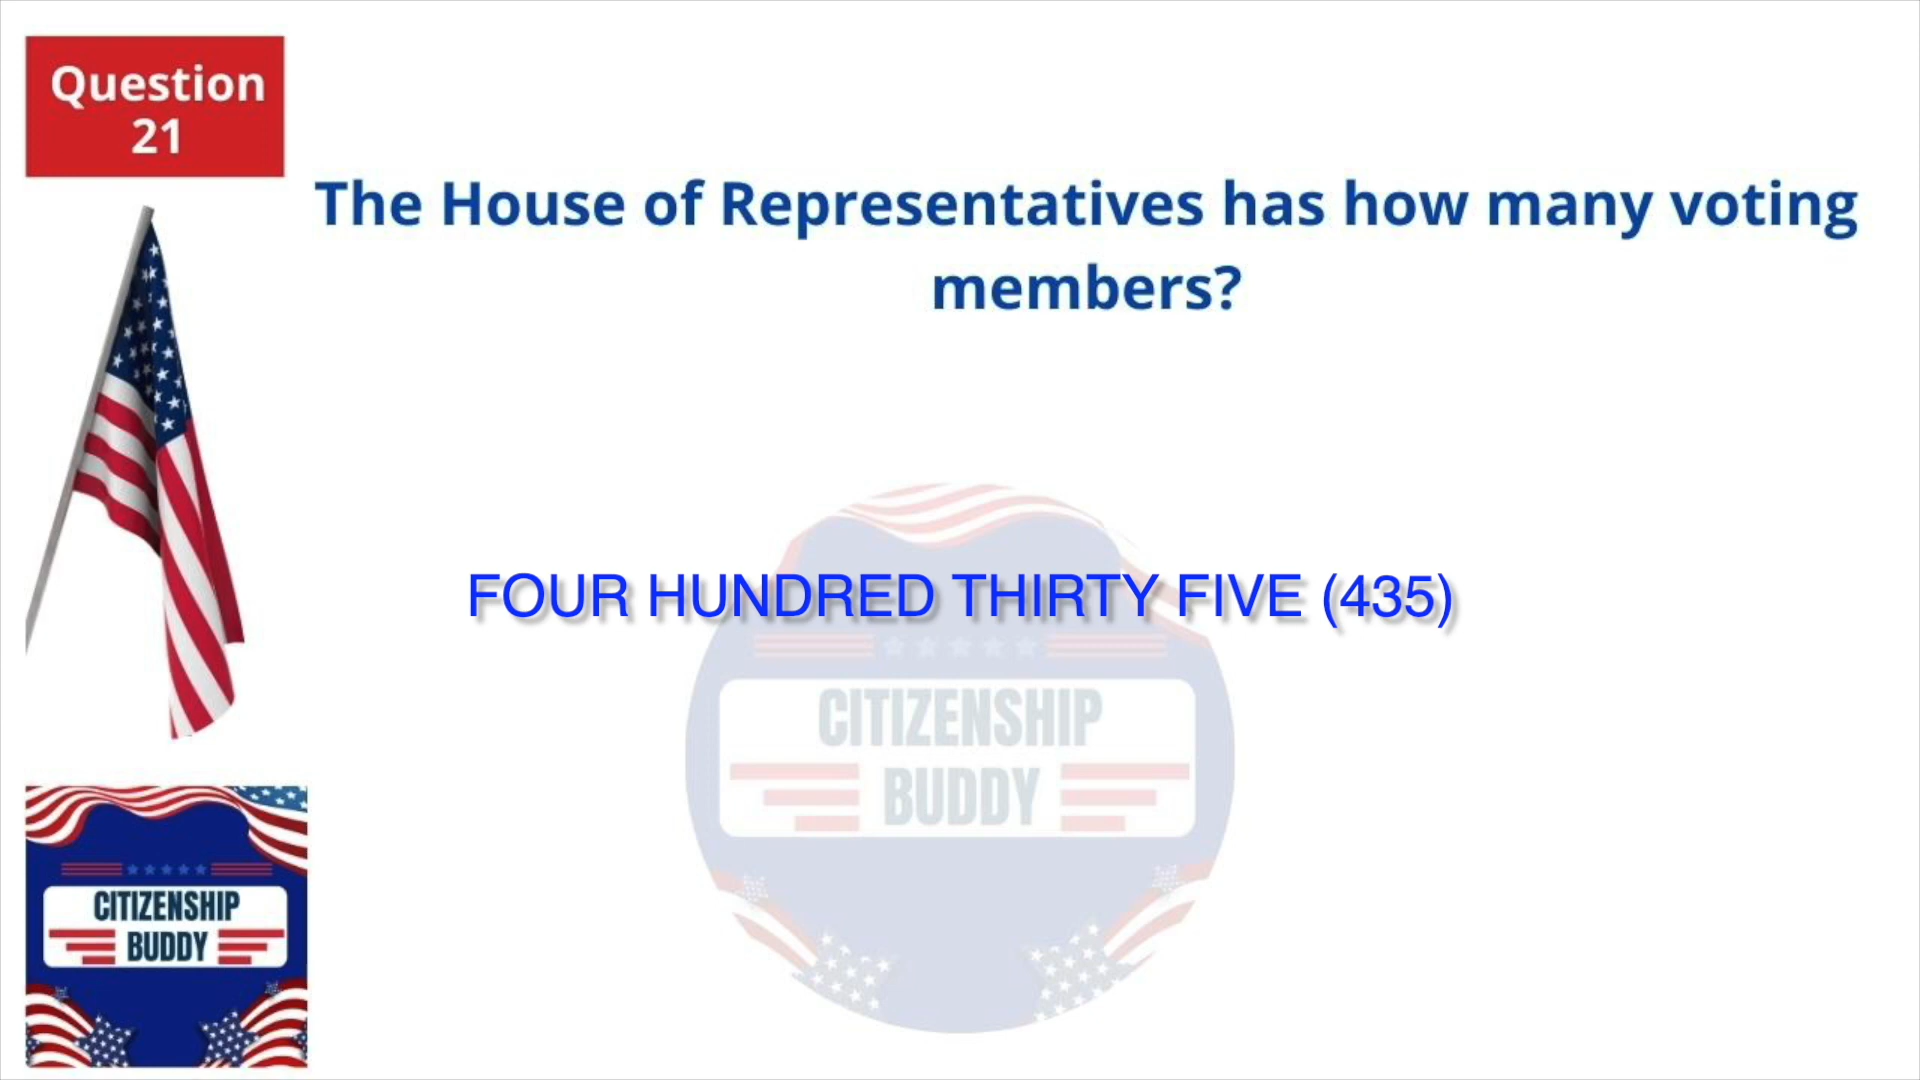 Question
21
The House of Representatives has how many voting
members?
FOUR HUNDRED THIRTY FIVE (435)
CITIZENSHIP
BUDDY
CITIZENSHIP
BUDDY